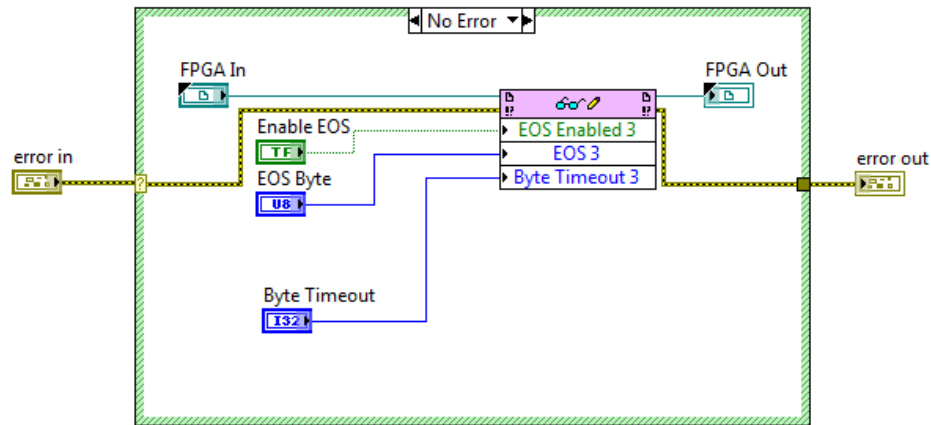 No Error
FPGA In
FPGA Out
Enable EOS
TF
EOS Enabled 3
EOS 3
Byte Timeout 3
error in
?
EOS Byte
U8
error out
Byte Timeout
I32